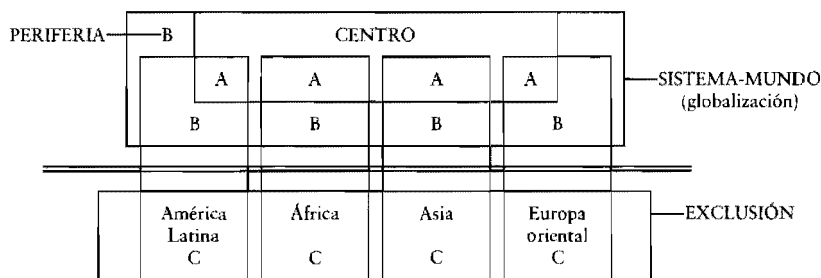 PERIFERIA B CENTRO
A A A A
SISTEMA-MUNDO
(globalización)
B B B B
América Latina
África
Asia
Europa oriental
EXCLUSIÓN
C C C C